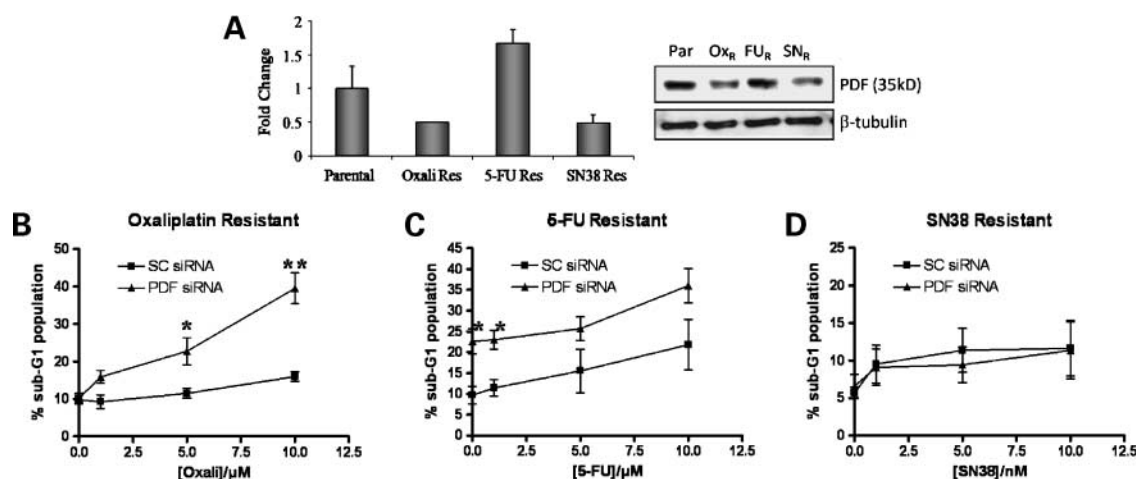 A
Fold Change
2
1.5
1
0.5
0
Parental
Oxali Res
5-FU Res
SN38 Res
Par OxR FUR SNR
PDF (35kD)
β-tubulin
B
Oxaliplatin Resistant
% sub-G1 population
50
40
30
20
10
0
SC siRNA
PDF siRNA
*
**
0.0 2.5 5.0 7.5 10.0 12.5
[Oxali]/μM
C
5-FU Resistant
% sub-G1 population
45
40
35
30
25
20
15
10
5
0
SC siRNA
PDF siRNA
* *
0.0 2.5 5.0 7.5 10.0 12.5
[5-FU]/μM
D
SN38 Resistant
% sub-G1 population
25
20
15
10
5
0
SC siRNA
PDF siRNA
0.0 2.5 5.0 7.5 10.0 12.5
[SN38]/nM